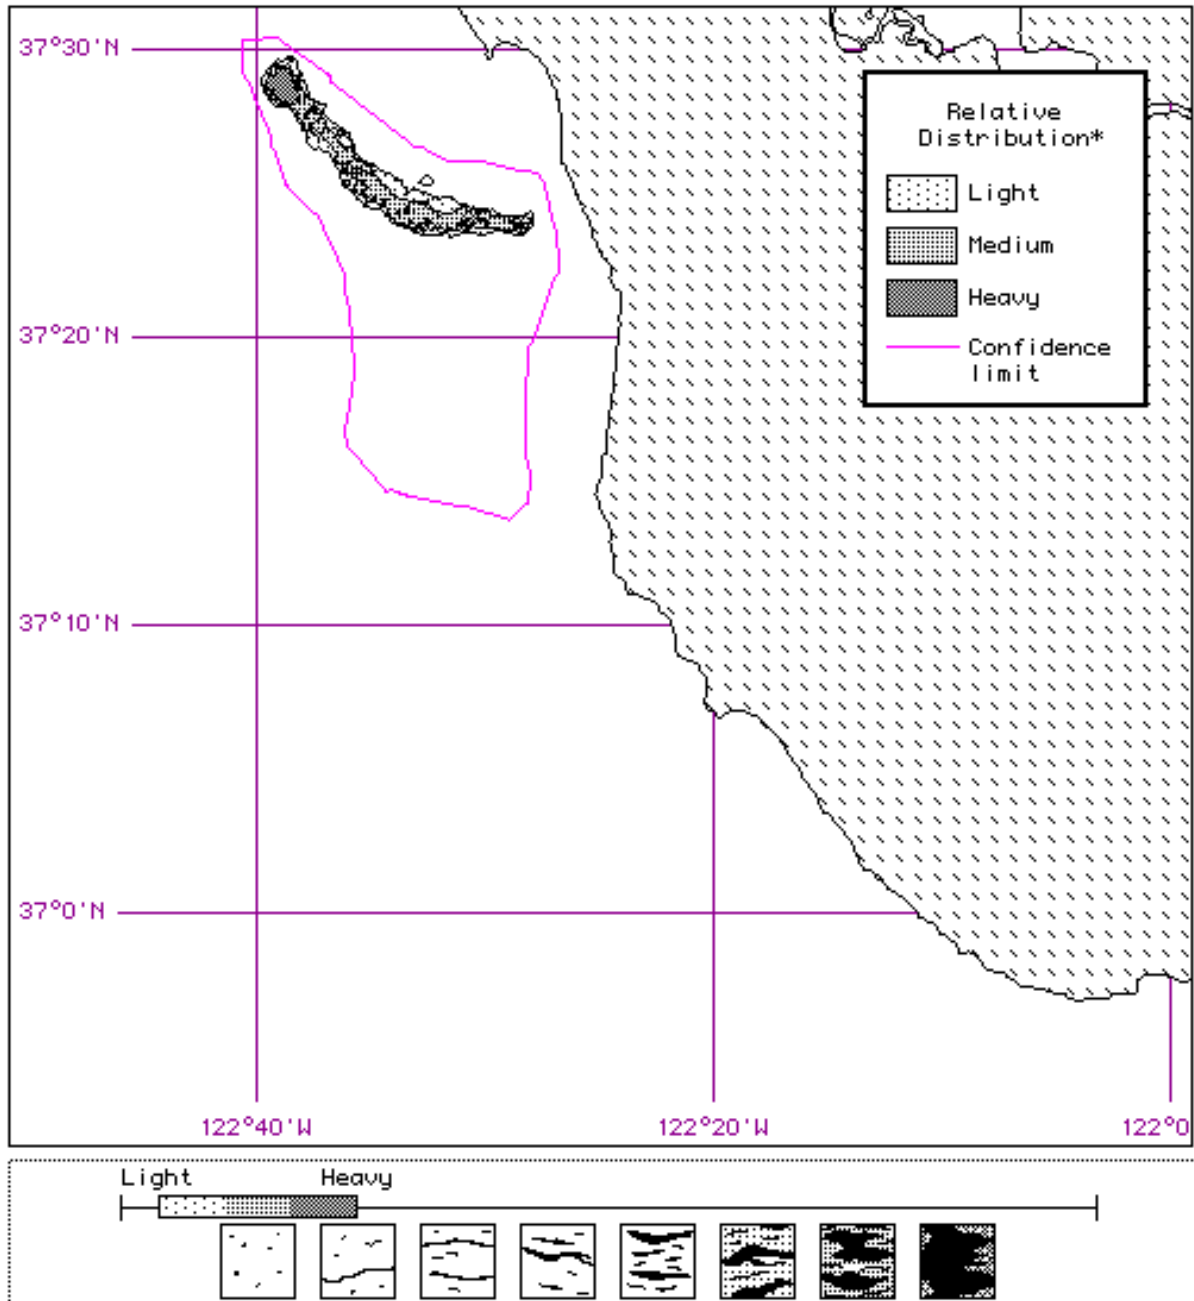 37°30'N
Relative
Distribution*
Light
Medium
Heavy
37°20'N
Confidence
limit
37°10'N
37°0'N
122°40'W
122°20'W
122°0
Light
Heavy